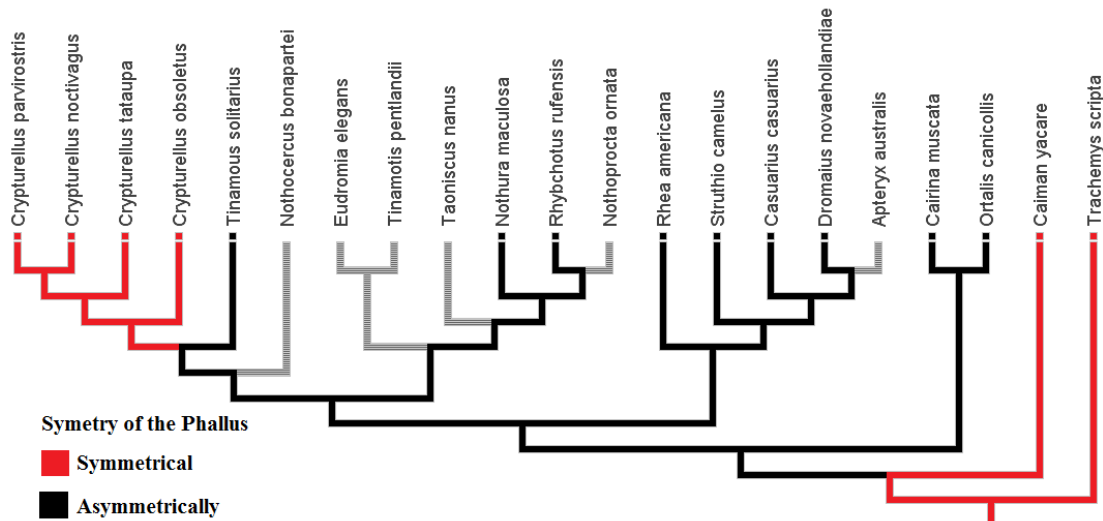 Crypturellus parvirostris
Crypturellus noctivagus
Crypturellus tataupa
Crypturellus obsoletus
Tinamous solitarius
Nothocercus bonapartei
Eudromia elegans
Tinamotis pentlandii
Taoniscus nanus
Nothura maculosa
Rhybchotus rufensis
Nothoprocta ornata
Rhea americana
Struthio camelus
Casuarius casuarius
Dromaius novaehollandiae
Apteryx australis
Cairina muscata
Ortalis canicollis
Caiman yacare
Trachemys scripta
Symetry of the Phallus
Symmetrical
Asymmetrically